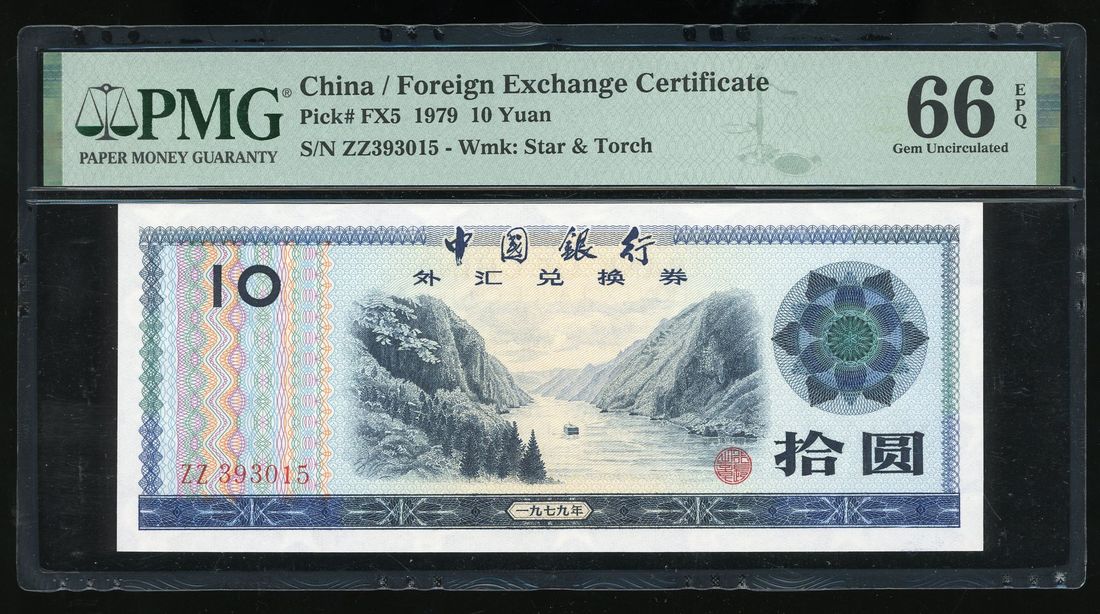 PMG®
PAPER MONEY GUARANTY
China / Foreign Exchange Certificate
Pick# FX5 1979 10 Yuan
S/N ZZ393015 - Wmk: Star & Torch
66
EPQ
Gem Uncirculated
中國銀行
外汇兑换券
10
拾圆
ZZ 393015
一九七九年